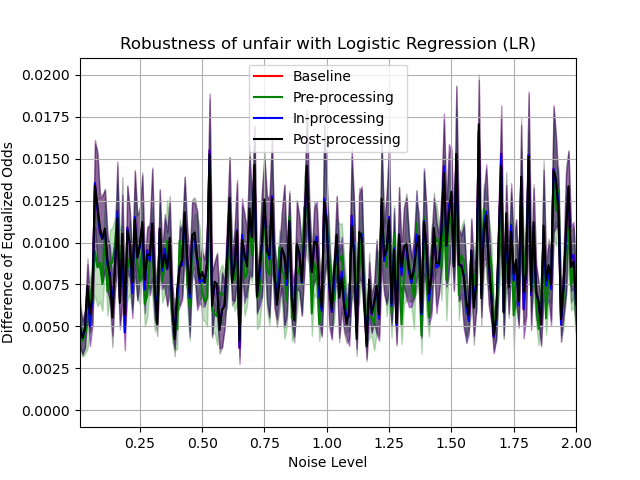 Robustness of unfair with Logistic Regression (LR)
Difference of Equalized Odds
0.0200
0.0175
0.0150
0.0125
0.0100
0.0075
0.0050
0.0025
0.0000
Baseline
Pre-processing
In-processing
Post-processing
0.25 0.50 0.75 1.00 1.25 1.50 1.75 2.00
Noise Level